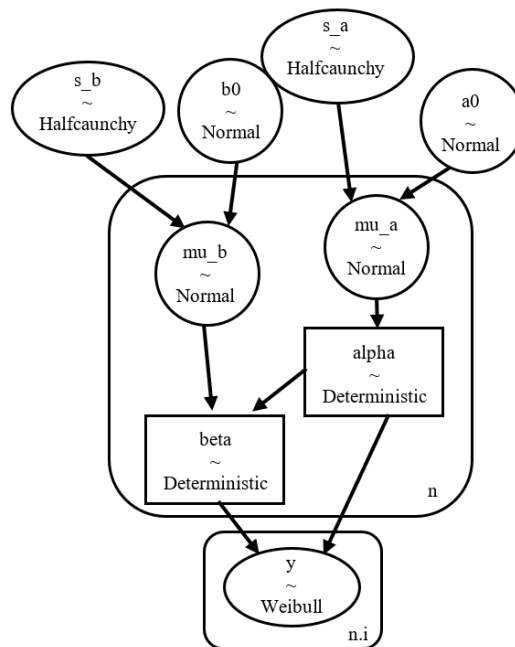 s_a
~
Halfcaunchy
s_b
~
Halfcaunchy
b0
~
Normal
a0
~
Normal
mu_a
~
Normal
mu_b
~
Normal
alpha
~
Deterministic
beta
~
Deterministic
n
y
~
Weibull
n.i